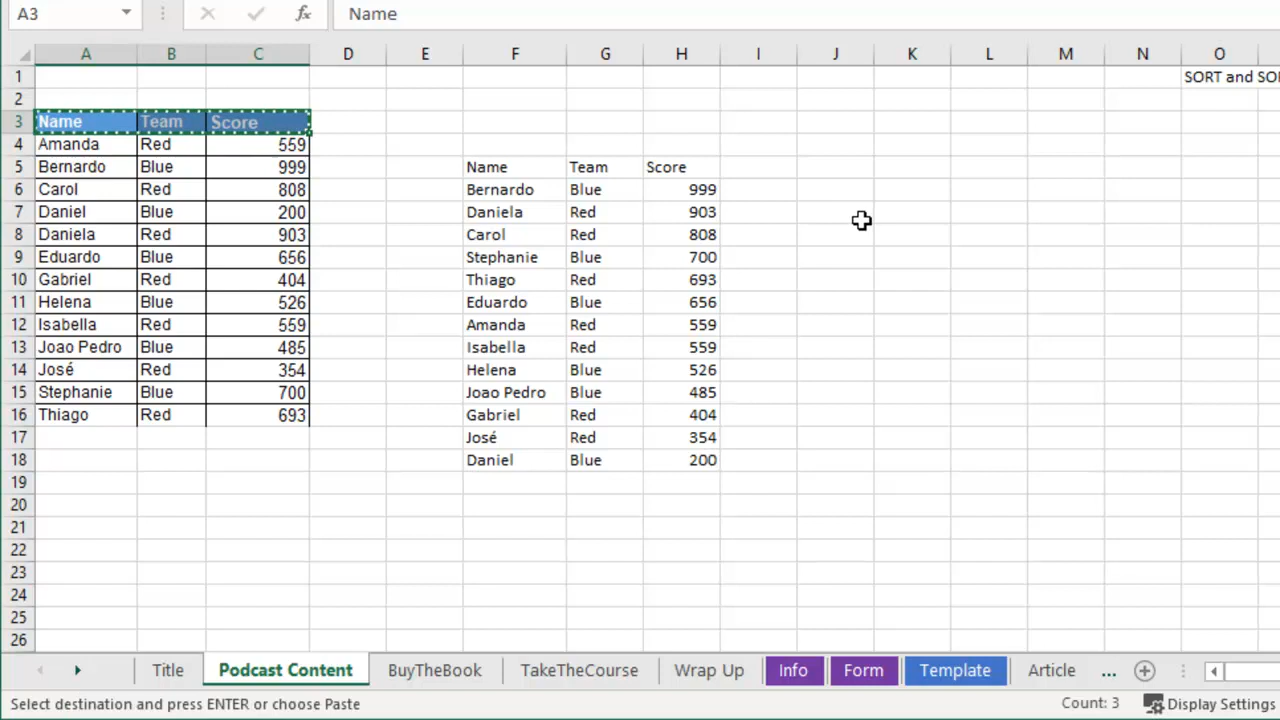 A3 fx Name
A B C D E F G H I J K L M N O
1 SORT and SO
2
3 Name Team Score
4 Amanda Red 559
5 Bernardo Blue 999 Name Team Score
6 Carol Red 808 Bernardo Blue 999
7 Daniel Blue 200 Daniela Red 903
8 Daniela Red 903 Carol Red 808
9 Eduardo Blue 656 Stephanie Blue 700
10 Gabriel Red 404 Thiago Red 693
11 Helena Blue 526 Eduardo Blue 656
12 Isabella Red 559 Amanda Red 559
13 Joao Pedro Blue 485 Isabella Red 559
14 José Red 354 Helena Blue 526
15 Stephanie Blue 700 Joao Pedro Blue 485
16 Thiago Red 693 Gabriel Red 404
17 José Red 354
18 Daniel Blue 200
19
20
21
22
23
24
25
26
Title Podcast Content BuyTheBook TakeTheCourse Wrap Up Info Form Template Article ...
Select destination and press ENTER or choose Paste Count: 3 Display Settings